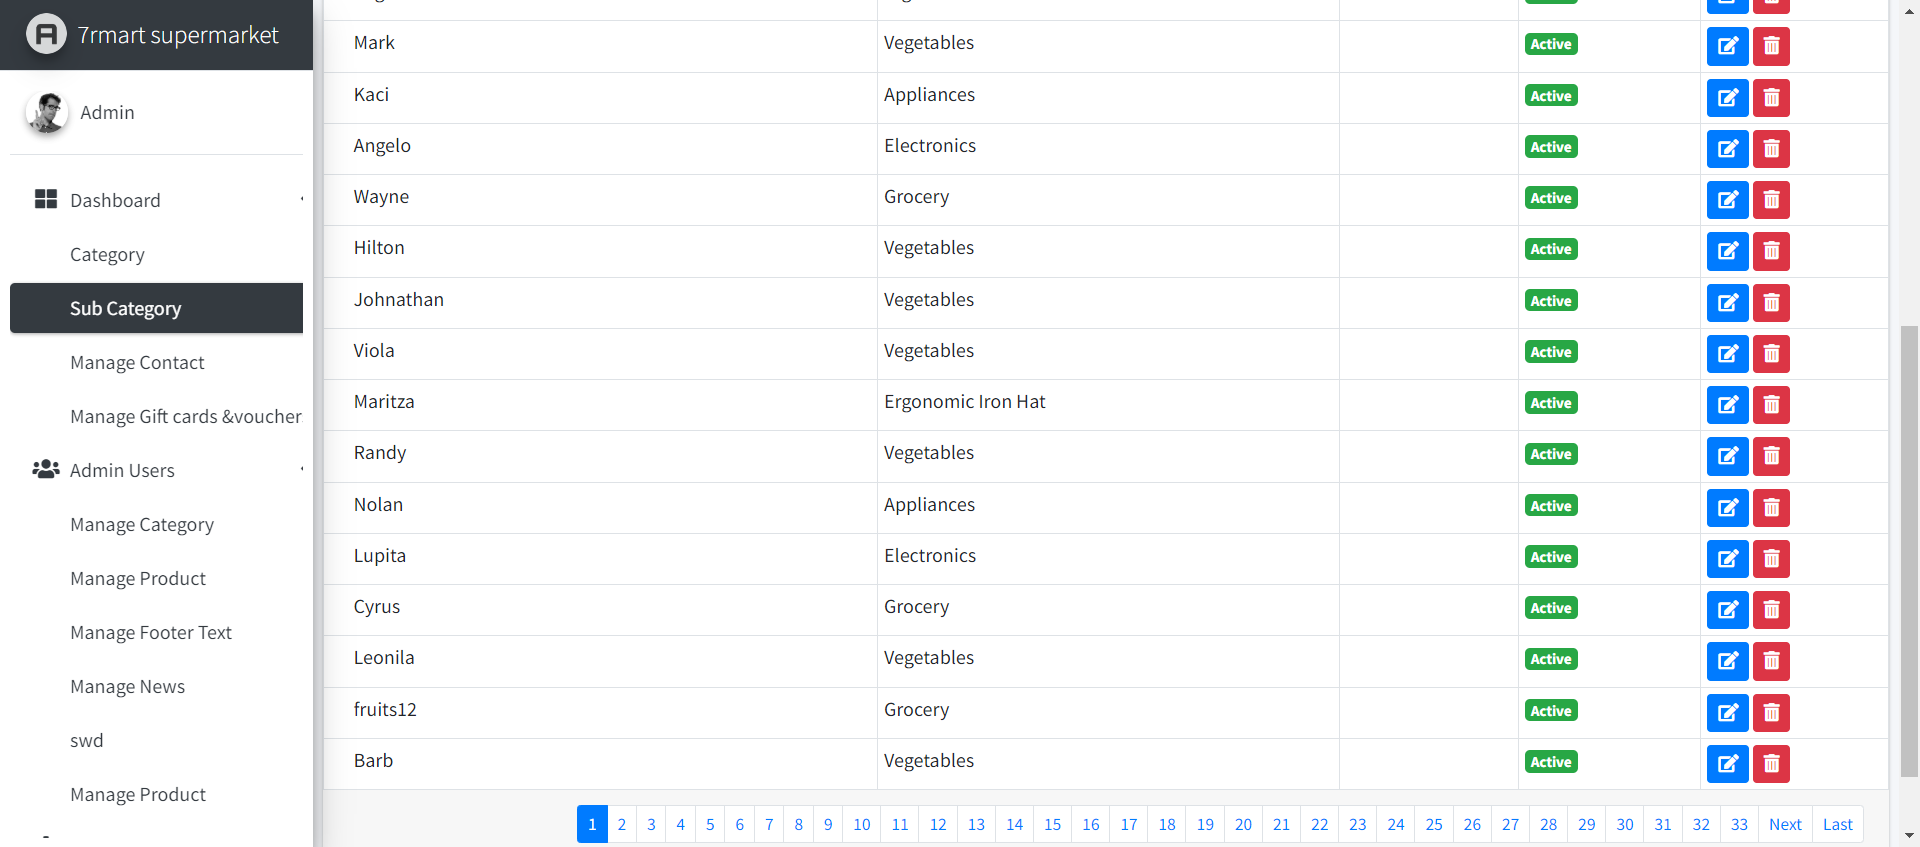 7rmart supermarket
Admin
Dashboard
Category
Sub Category
Manage Contact
Manage Gift cards &voucher
Admin Users
Manage Category
Manage Product
Manage Footer Text
Manage News
swd
Manage Product
Mark Vegetables Active
Kaci Appliances Active
Angelo Electronics Active
Wayne Grocery Active
Hilton Vegetables Active
Johnathan Vegetables Active
Viola Vegetables Active
Maritza Ergonomic Iron Hat Active
Randy Vegetables Active
Nolan Appliances Active
Lupita Electronics Active
Cyrus Grocery Active
Leonila Vegetables Active
fruits12 Grocery Active
Barb Vegetables Active
1 2 3 4 5 6 7 8 9 10 11 12 13 14 15 16 17 18 19 20 21 22 23 24 25 26 27 28 29 30 31 32 33 Next Last